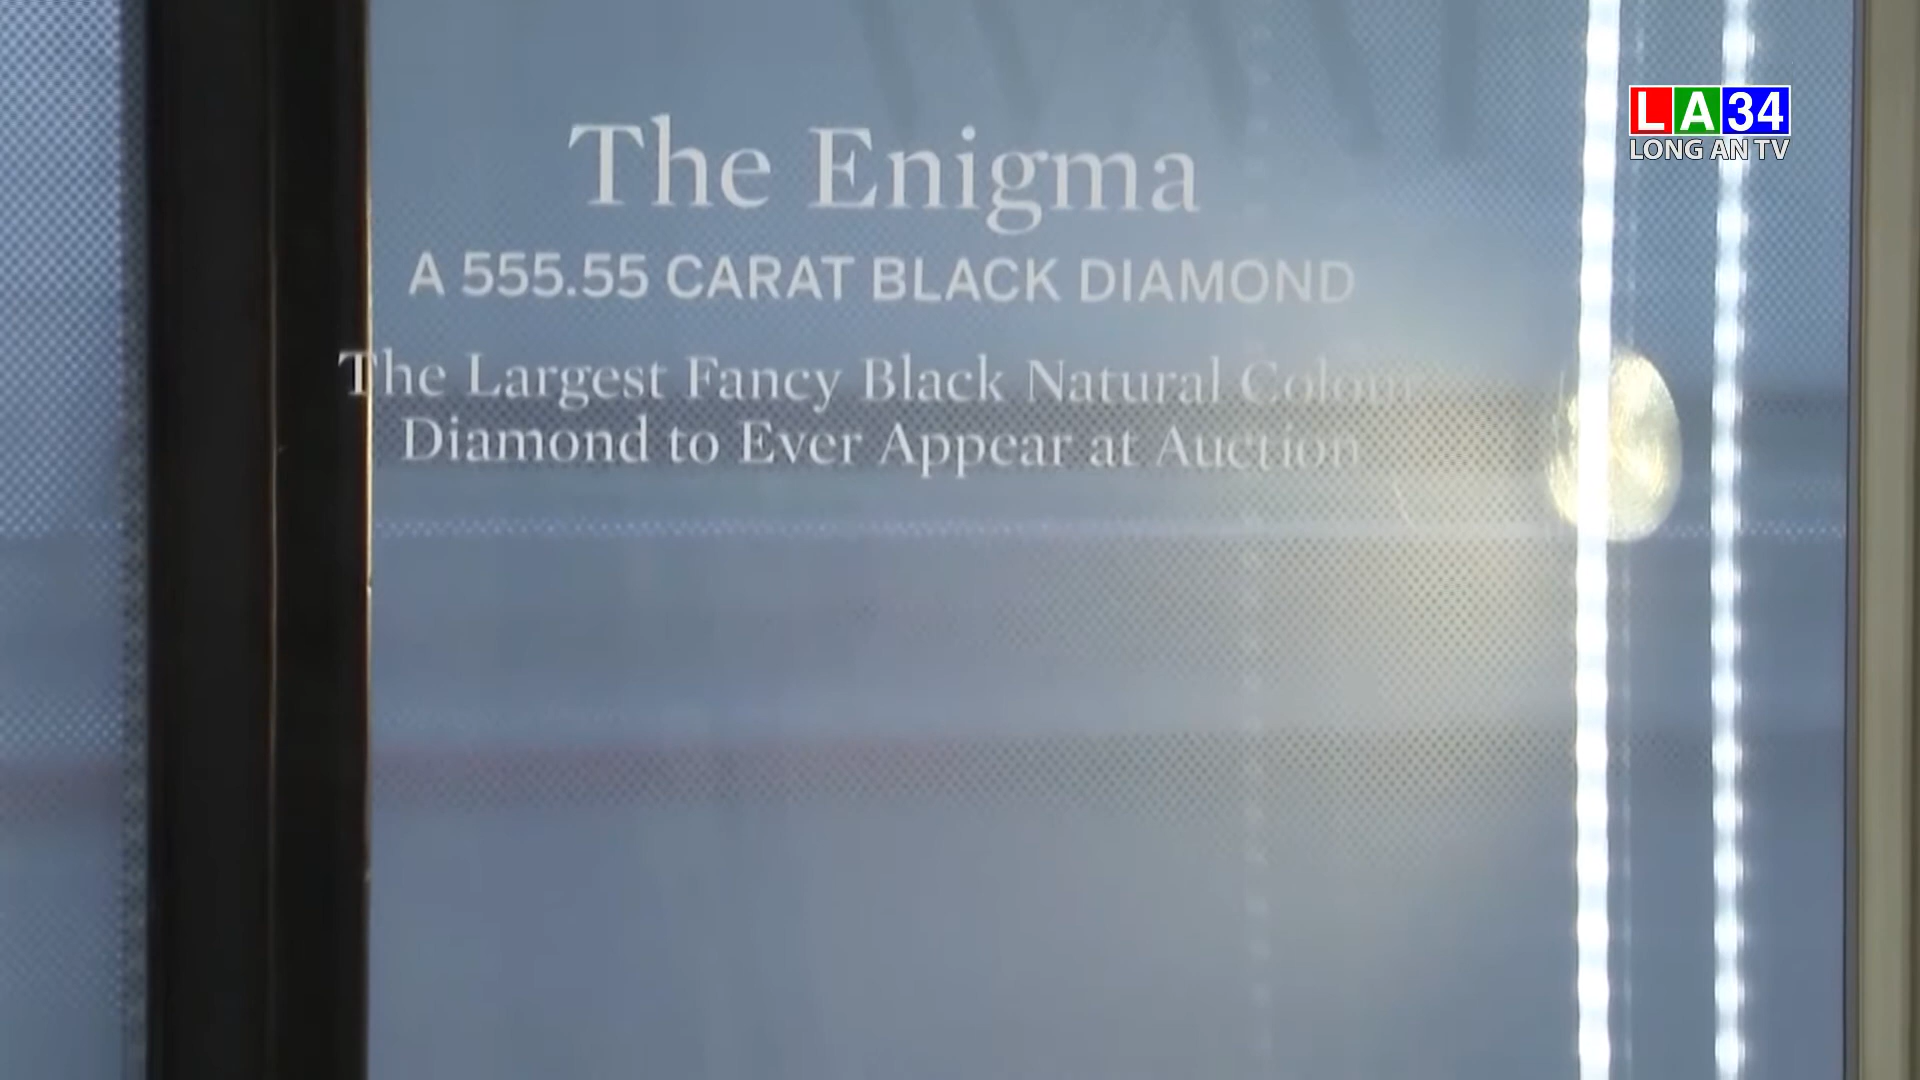 The Enigma
A 555.55 CARAT BLACK DIAMOND
The Largest Fancy Black Natural Colour
Diamond to Ever Appear at Auction
LA34
LONG AN TV